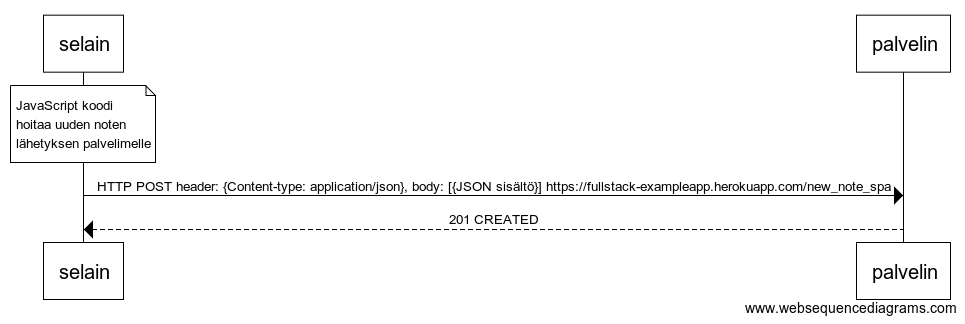 selain
palvelin
JavaScript koodi
hoitaa uuden noten
lähetyksen palvelimelle
HTTP POST header: {Content-type: application/json}, body: [{JSON sisältö}] https://fullstack-exampleapp.herokuapp.com/new_note_spa
201 CREATED
selain
palvelin
www.websequencediagrams.com